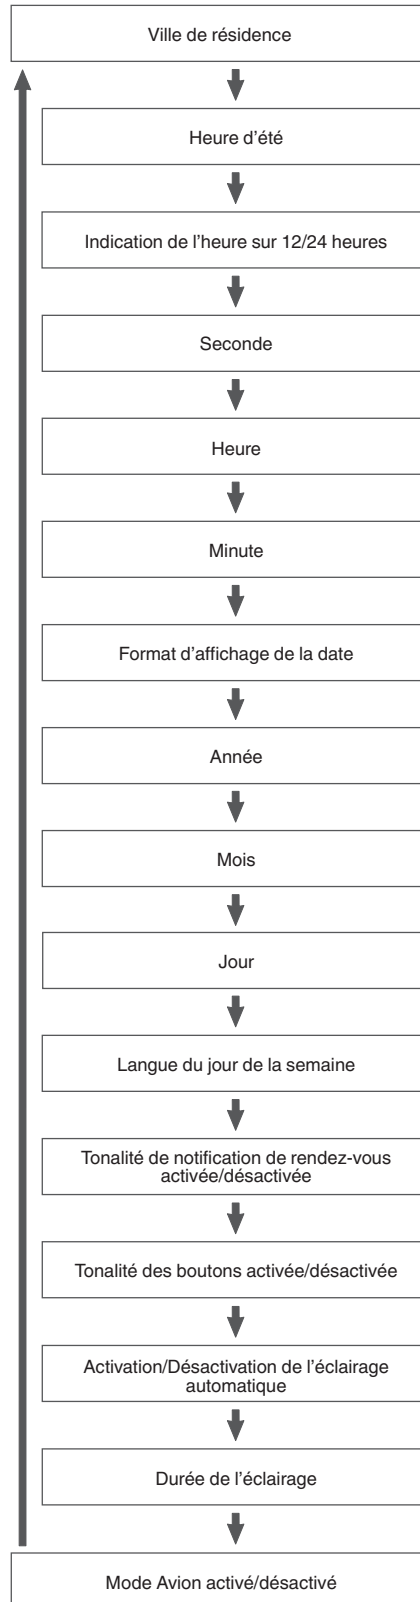 Ville de résidence
Heure d’été
Indication de l’heure sur 12/24 heures
Seconde
Heure
Minute
Format d’affichage de la date
Année
Mois
Jour
Langue du jour de la semaine
Tonalité de notification de rendez-vous
activée/désactivée
Tonalité des boutons activée/désactivée
Activation/Désactivation de l’éclairage
automatique
Durée de l’éclairage
Mode Avion activé/désactivé